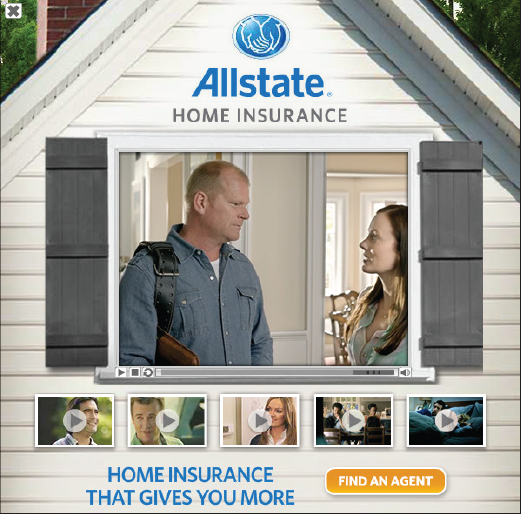 Allstate®
HOME INSURANCE
HOME INSURANCE
THAT GIVES YOU MORE
FIND AN AGENT